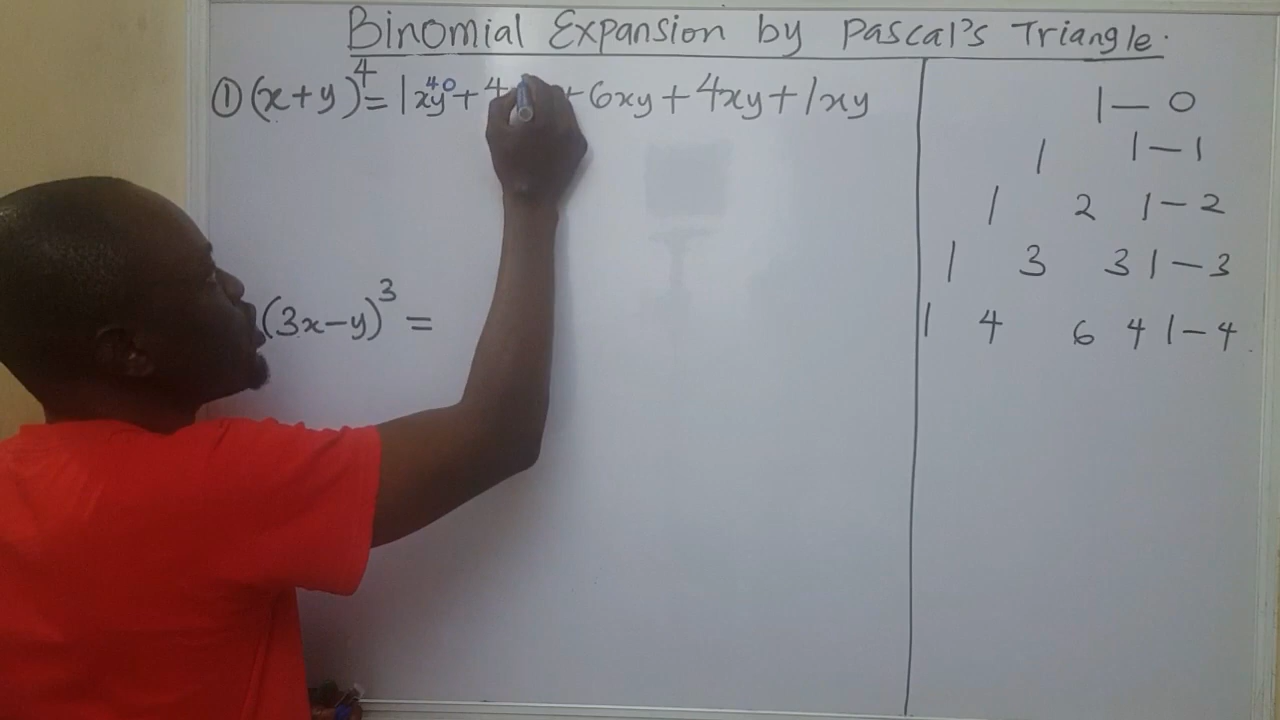 Binomial Expansion by Pascal's Triangle.
① (x+y)⁴ = 1x⁴y⁰ + 4 + 6xy + 4xy + 1xy
(3x-y)³ =
1 — 0
1 1 — 1
1 2 1 — 2
1 3 3 1 — 3
1 4 6 4 1 — 4